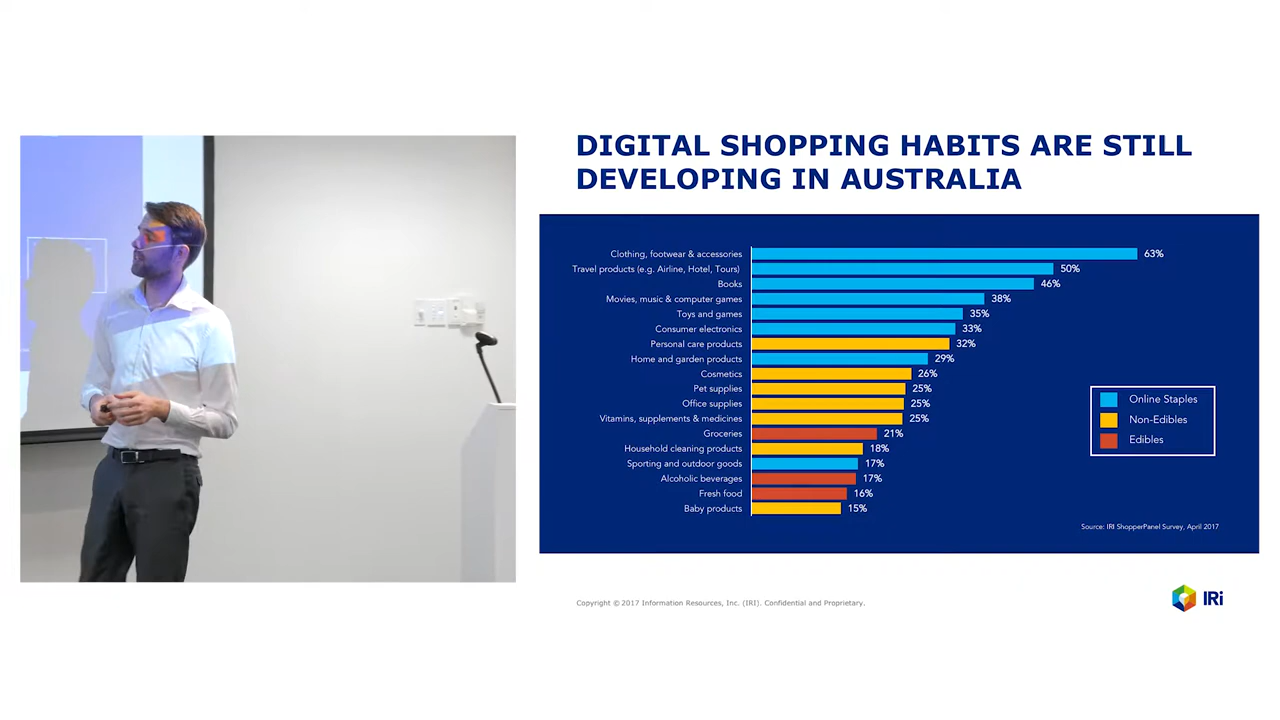 DIGITAL SHOPPING HABITS ARE STILL
DEVELOPING IN AUSTRALIA
Clothing, footwear & accessories 63%
Travel products (e.g. Airline, Hotel, Tours) 50%
Books 46%
Movies, music & computer games 38%
Toys and games 35%
Consumer electronics 33%
Personal care products 32%
Home and garden products 29%
Cosmetics 26%
Pet supplies 25%
Office supplies 25%
Vitamins, supplements & medicines 25%
Groceries 21%
Household cleaning products 18%
Sporting and outdoor goods 17%
Alcoholic beverages 17%
Fresh food 16%
Baby products 15%
Online Staples
Non-Edibles
Edibles
Source: IRI ShopperPanel Survey, April 2017
Copyright © 2017 Information Resources, Inc. (IRI). Confidential and Proprietary.
IRi